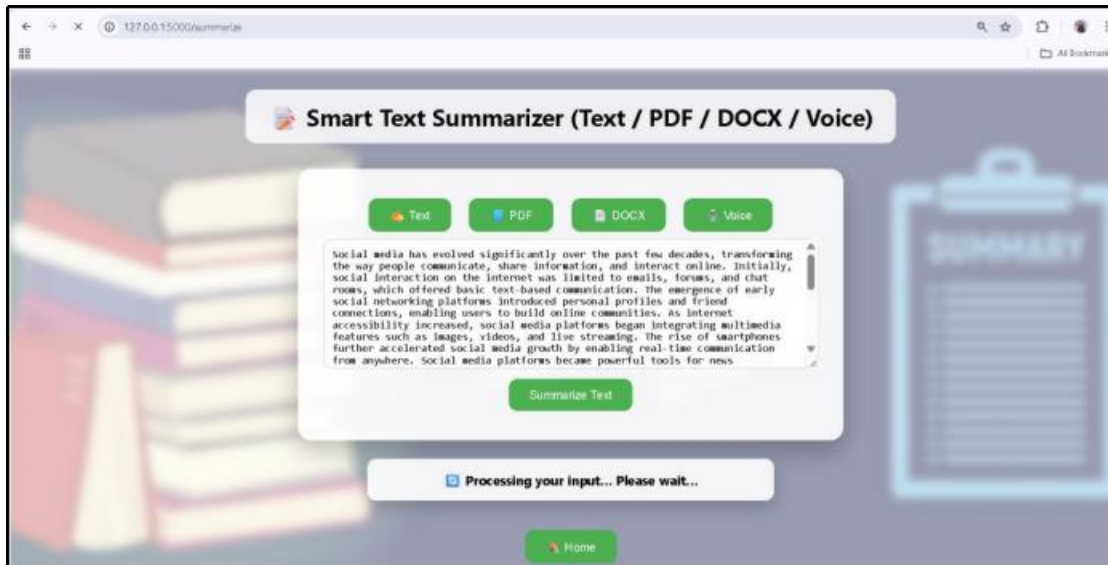 127.0.0.1:5000/summarize
All Bookmarks
Smart Text Summarizer (Text / PDF / DOCX / Voice)
Text PDF DOCX Voice
Social media has evolved significantly over the past few decades, transforming
the way people communicate, share information, and interact online. Initially,
social interaction on the internet was limited to emails, forums, and chat
rooms, which offered basic text-based communication. The emergence of early
social networking platforms introduced personal profiles and friend
connections, enabling users to build online communities. As internet
accessibility increased, social media platforms began integrating multimedia
features such as images, videos, and live streaming. The rise of smartphones
further accelerated social media growth by enabling real-time communication
from anywhere. Social media platforms became powerful tools for news
SUMMARY
Summarize Text
Processing your input... Please wait...
Home